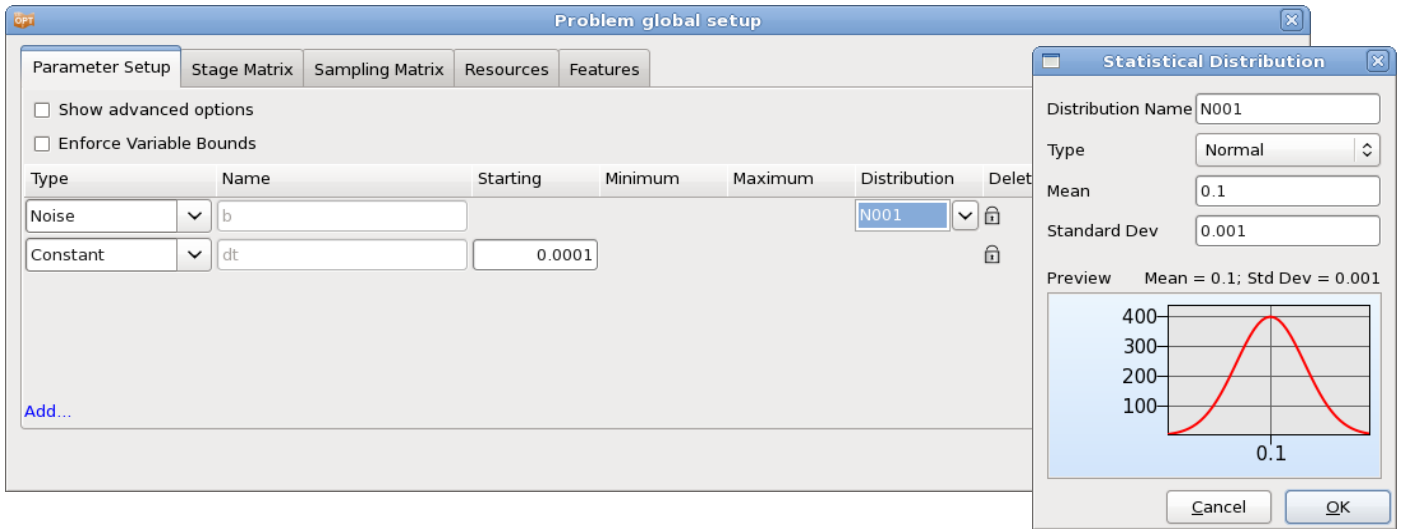 OPT Problem global setup
Parameter Setup Stage Matrix Sampling Matrix Resources Features
Show advanced options
Enforce Variable Bounds
Type Name Starting Minimum Maximum Distribution Delet
Noise b N001
Constant dt 0.0001
Add...
Statistical Distribution
Distribution Name N001
Type Normal
Mean 0.1
Standard Dev 0.001
Preview Mean = 0.1; Std Dev = 0.001
400
300
200
100
0.1
Cancel OK